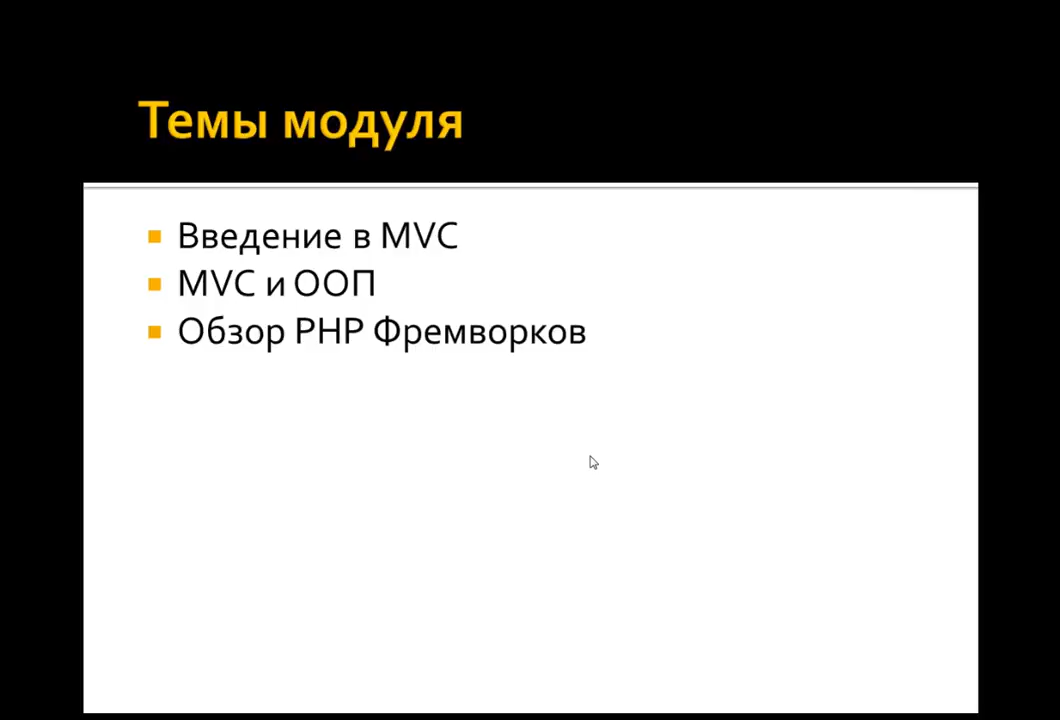 Темы модуля
Введение в MVC
MVC и ООП
Обзор PHP Фремворков